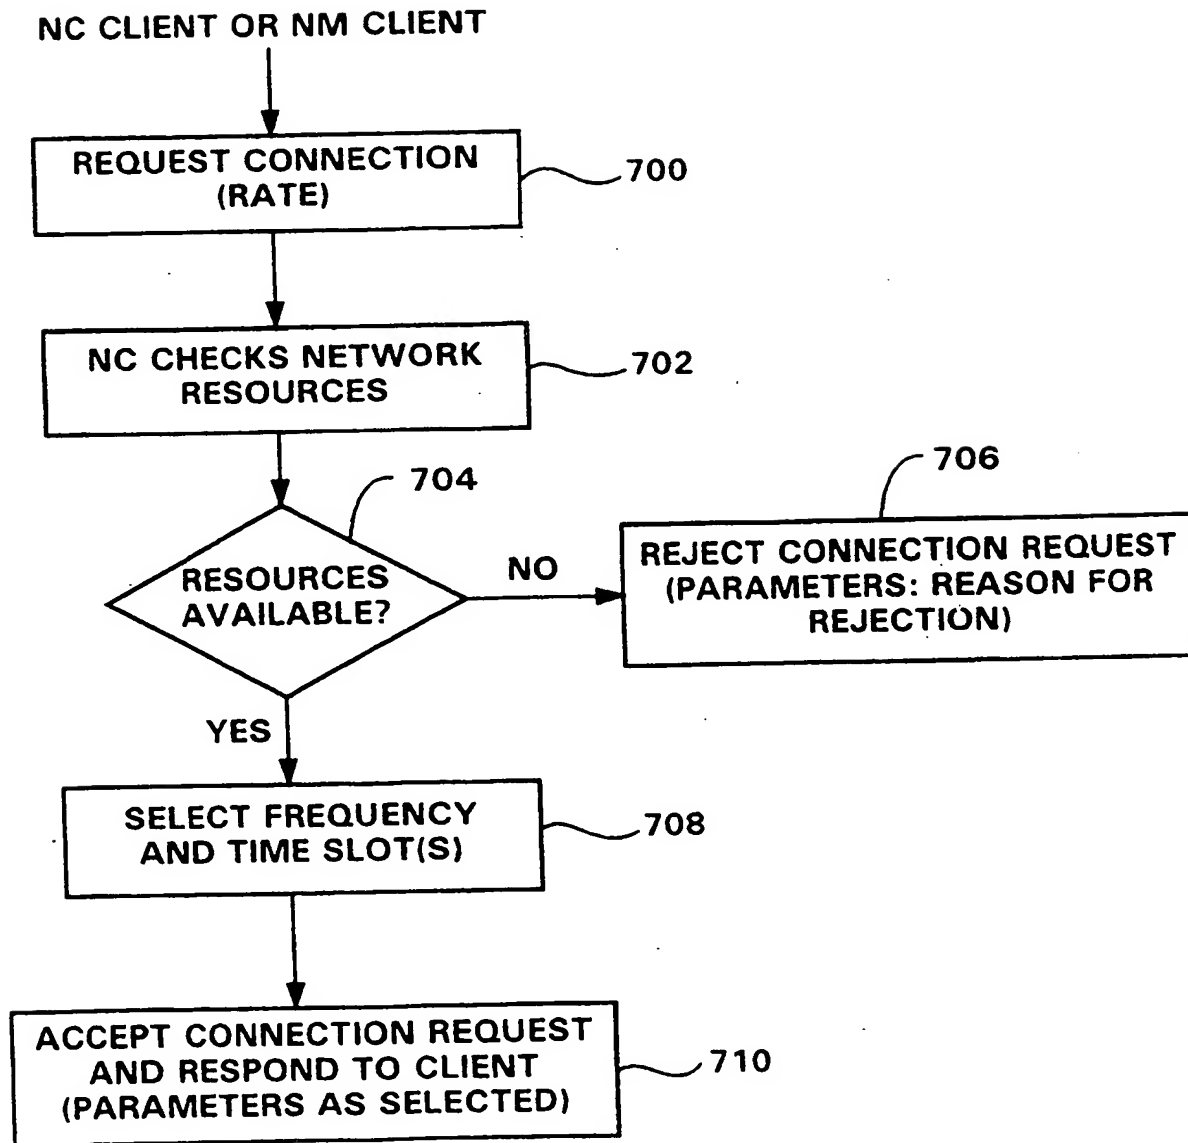 NC CLIENT OR NM CLIENT
REQUEST CONNECTION
(RATE)
700
NC CHECKS NETWORK
RESOURCES
702
704
RESOURCES
AVAILABLE?
NO
706
REJECT CONNECTION REQUEST
(PARAMETERS: REASON FOR
REJECTION)
YES
SELECT FREQUENCY
AND TIME SLOT(S)
708
ACCEPT CONNECTION REQUEST
AND RESPOND TO CLIENT
(PARAMETERS AS SELECTED)
710